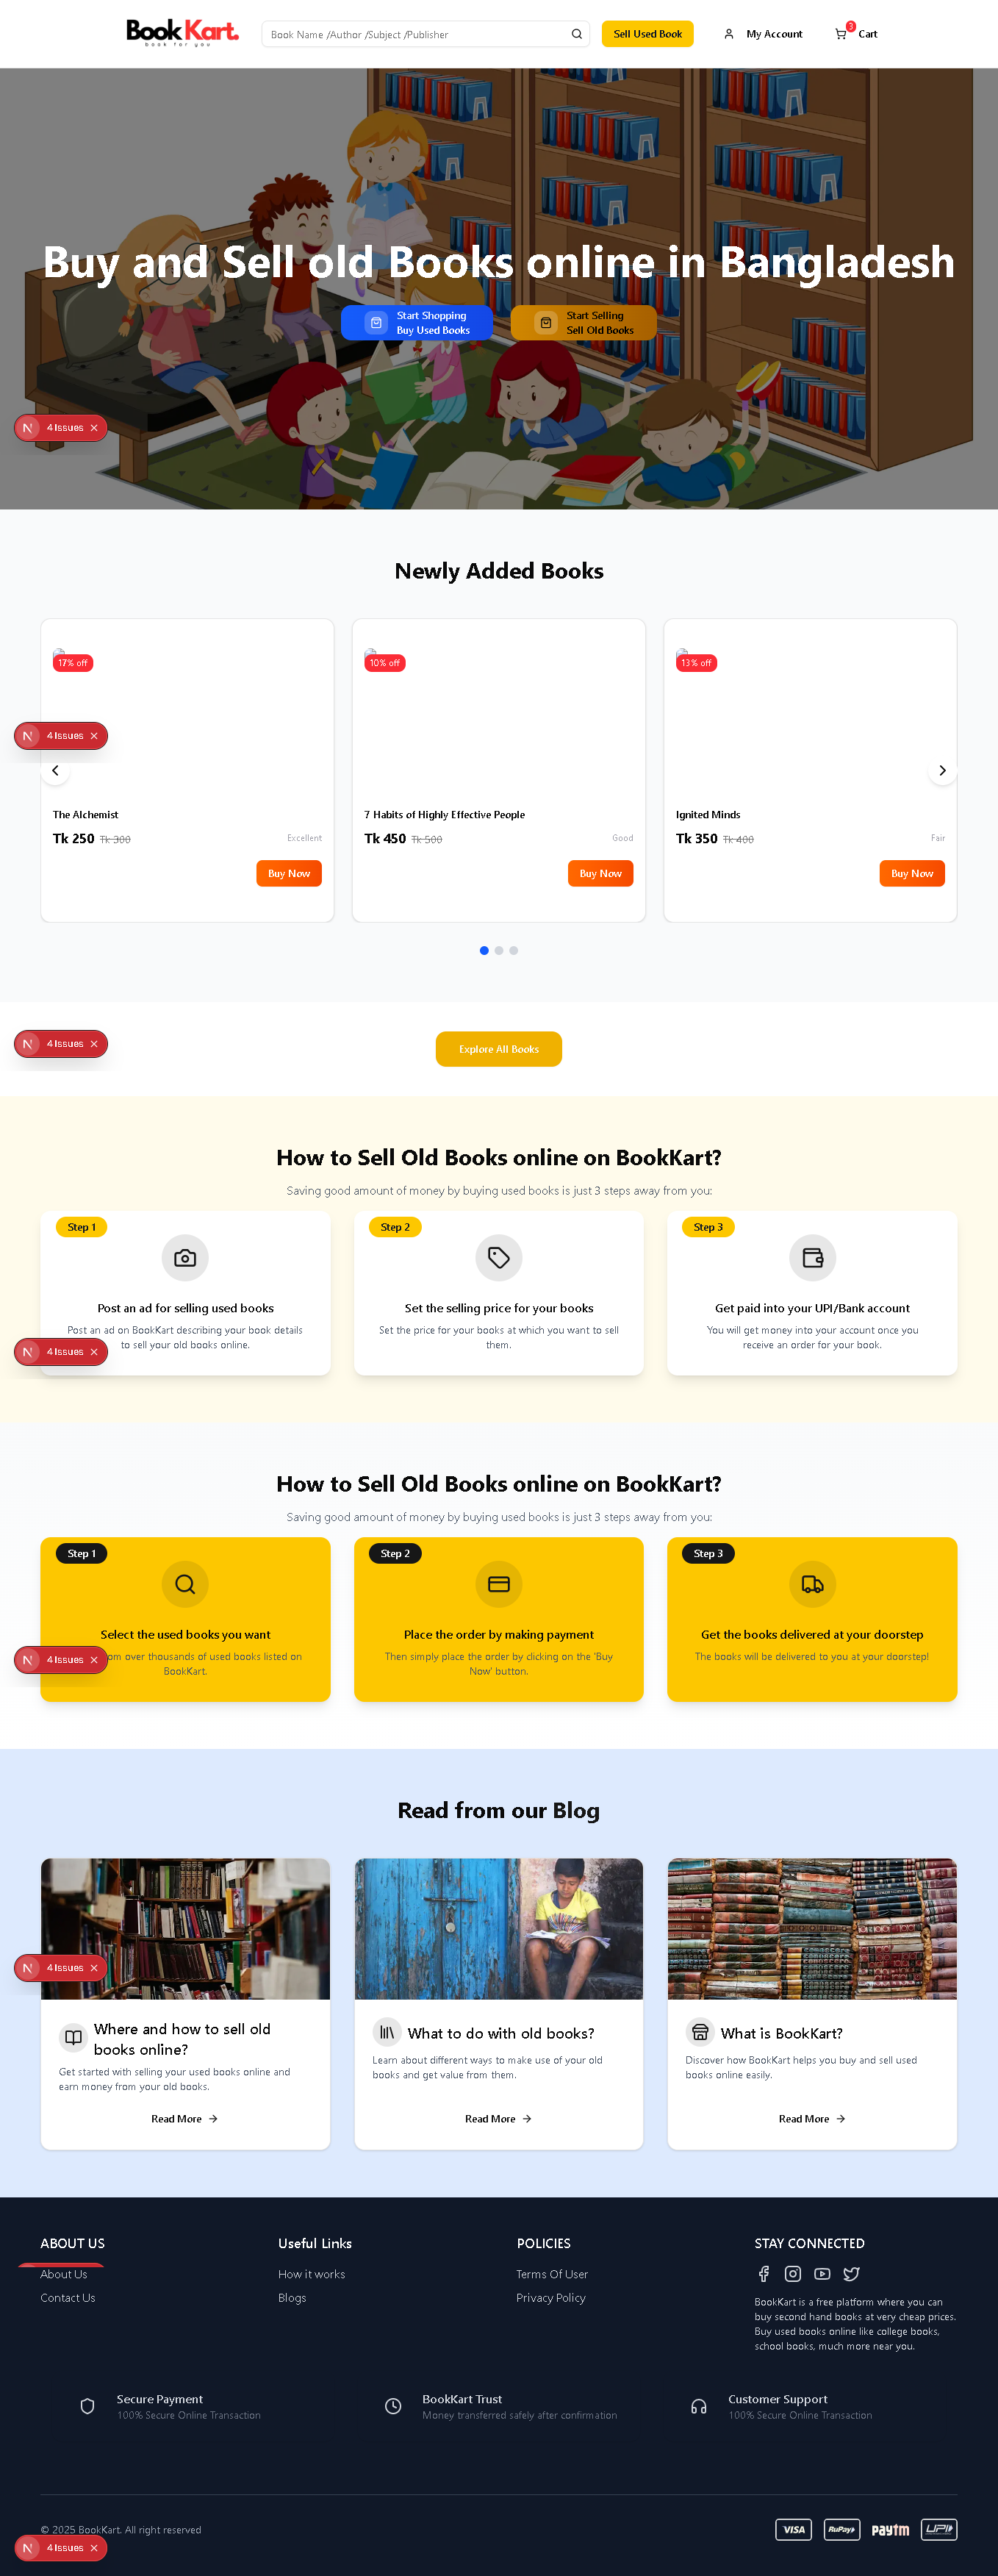 BookKart.
book for you
Book Name /Author /Subject /Publisher
Sell Used Book
My Account
3
Cart
Buy and Sell old Books online in Bangladesh
Start Shopping
Buy Used Books
Start Selling
Sell Old Books
N 4 Issues
Newly Added Books
17% off
10% off
13% off
N 4 Issues
The Alchemist
Tk 250 Tk 300 Excellent
Buy Now
7 Habits of Highly Effective People
Tk 450 Tk 500 Good
Buy Now
Ignited Minds
Tk 350 Tk 400 Fair
Buy Now
N 4 Issues
Explore All Books
How to Sell Old Books online on BookKart?
Saving good amount of money by buying used books is just 3 steps away from you:
Step 1
Post an ad for selling used books
Post an ad on BookKart describing your book details
to sell your old books online.
Step 2
Set the selling price for your books
Set the price for your books at which you want to sell
them.
Step 3
Get paid into your UPI/Bank account
You will get money into your account once you
receive an order for your book.
N 4 Issues
How to Sell Old Books online on BookKart?
Saving good amount of money by buying used books is just 3 steps away from you:
Step 1
Select the used books you want
over thousands of used books listed on
BookKart.
Step 2
Place the order by making payment
Then simply place the order by clicking on the 'Buy
Now' button.
Step 3
Get the books delivered at your doorstep
The books will be delivered to you at your doorstep!
N 4 Issues
Read from our Blog
N 4 Issues
Where and how to sell old
books online?
Get started with selling your used books online and
earn money from your old books.
Read More
What to do with old books?
Learn about different ways to make use of your old
books and get value from them.
Read More
What is BookKart?
Discover how BookKart helps you buy and sell used
books online easily.
Read More
ABOUT US
About Us
Contact Us
Useful Links
How it works
Blogs
POLICIES
Terms Of User
Privacy Policy
STAY CONNECTED
BookKart is a free platform where you can
buy second hand books at very cheap prices.
Buy used books online like college books,
school books, much more near you.
Secure Payment
100% Secure Online Transaction
BookKart Trust
Money transferred safely after confirmation
Customer Support
100% Secure Online Transaction
© 2025 BookKart. All right reserved
VISA
RuPay
paytm
UPI
N 4 Issues